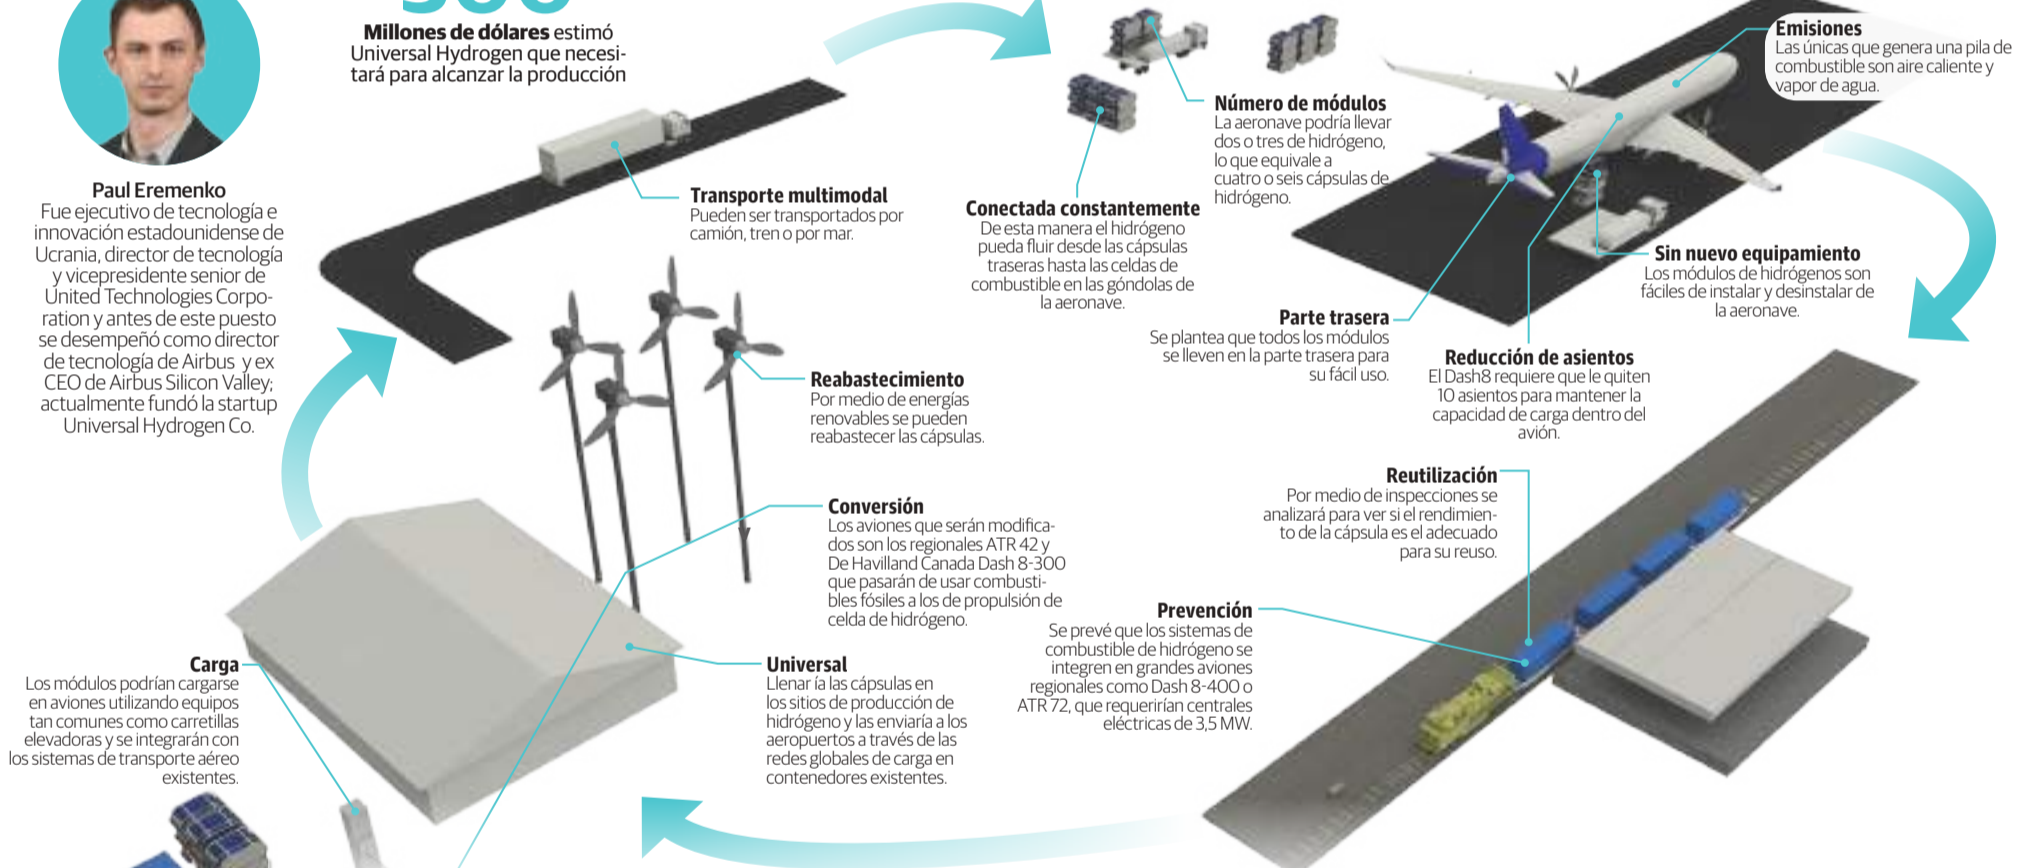 Millones de dólares estimó
Universal Hydrogen que necesi-
tará para alcanzar la producción
Paul Eremenko
Fue ejecutivo de tecnología e
innovación estadounidense de
Ucrania, director de tecnología
y vicepresidente senior de
United Technologies Corpo-
ration y antes de este puesto
se desempeñó como director
de tecnología de Airbus y ex
CEO de Airbus Silicon Valley;
actualmente fundó la startup
Universal Hydrogen Co.
Transporte multimodal
Pueden ser transportados por
camión, tren o por mar.
Número de módulos
La aeronave podría llevar
dos o tres de hidrógeno,
lo que equivale a
cuatro o seis cápsulas de
hidrógeno.
Conectada constantemente
De esta manera el hidrógeno
pueda fluir desde las cápsulas
traseras hasta las celdas de
combustible en las góndolas de
la aeronave.
Emisiones
Las únicas que genera una pila de
combustible son aire caliente y
vapor de agua.
Sin nuevo equipamiento
Los módulos de hidrógenos son
fáciles de instalar y desinstalar de
la aeronave.
Parte trasera
Se plantea que todos los módulos
se lleven en la parte trasera para
su fácil uso.
Reducción de asientos
El Dash8 requiere que le quiten
10 asientos para mantener la
capacidad de carga dentro del
avión.
Reabastecimiento
Por medio de energías
renovables se pueden
reabastecer las cápsulas.
Conversión
Los aviones que serán modifica-
dos son los regionales ATR 42 y
De Havilland Canada Dash 8-300
que pasarán de usar combusti-
bles fósiles a los de propulsión de
celda de hidrógeno.
Reutilización
Por medio de inspecciones se
analizará para ver si el rendimien-
to de la cápsula es el adecuado
para su reuso.
Prevención
Se prevé que los sistemas de
combustible de hidrógeno se
integren en grandes aviones
regionales como Dash 8-400 o
ATR 72, que requerirían centrales
eléctricas de 3,5 MW.
Universal
Llenar ía las cápsulas en
los sitios de producción de
hidrógeno y las enviaría a los
aeropuertos a través de las
redes globales de carga en
contenedores existentes.
Carga
Los módulos podrían cargarse
en aviones utilizando equipos
tan comunes como carretillas
elevadoras y se integrarán con
los sistemas de transporte aéreo
existentes.